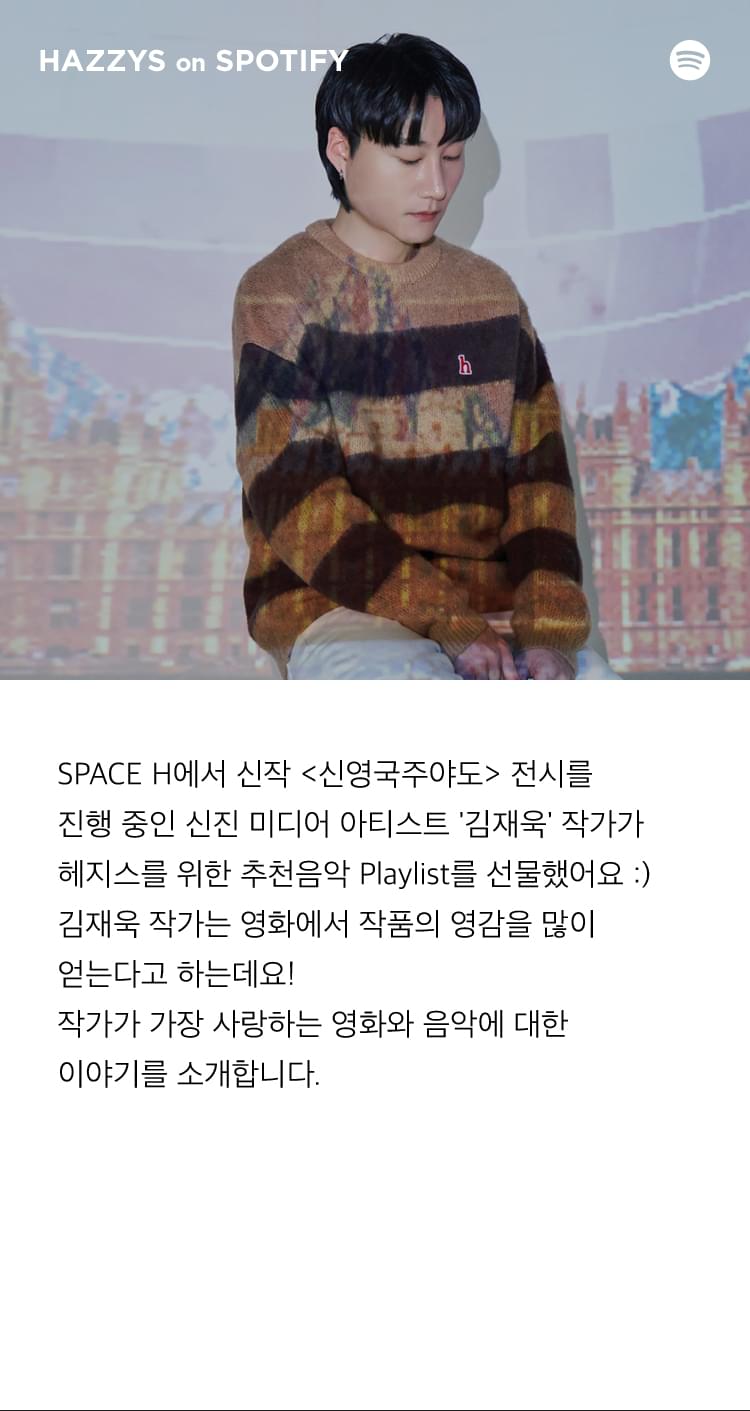 HAZZYS on SPOTIFY
h
SPACE H에서 신작 <신영국주야도> 전시를
진행 중인 신진 미디어 아티스트 '김재욱' 작가가
헤지스를 위한 추천음악 Playlist를 선물했어요 :)
김재욱 작가는 영화에서 작품의 영감을 많이
얻는다고 하는데요!
작가가 가장 사랑하는 영화와 음악에 대한
이야기를 소개합니다.